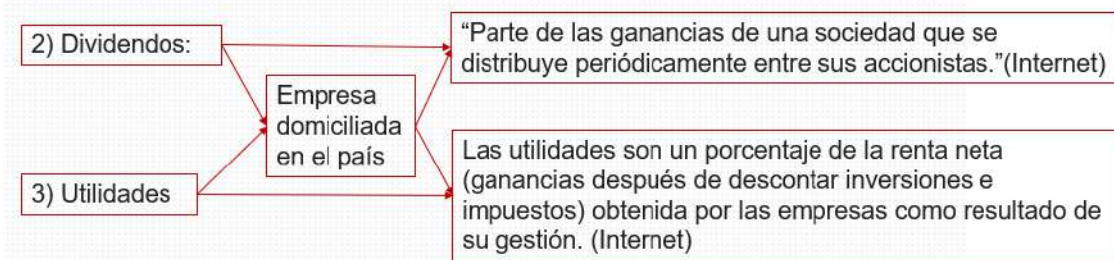 2) Dividendos:
“Parte de las ganancias de una sociedad que se
distribuye periódicamente entre sus accionistas.”(Internet)
Empresa
domiciliada
en el país
3) Utilidades
Las utilidades son un porcentaje de la renta neta
(ganancias después de descontar inversiones e
impuestos) obtenida por las empresas como resultado de
su gestión. (Internet)